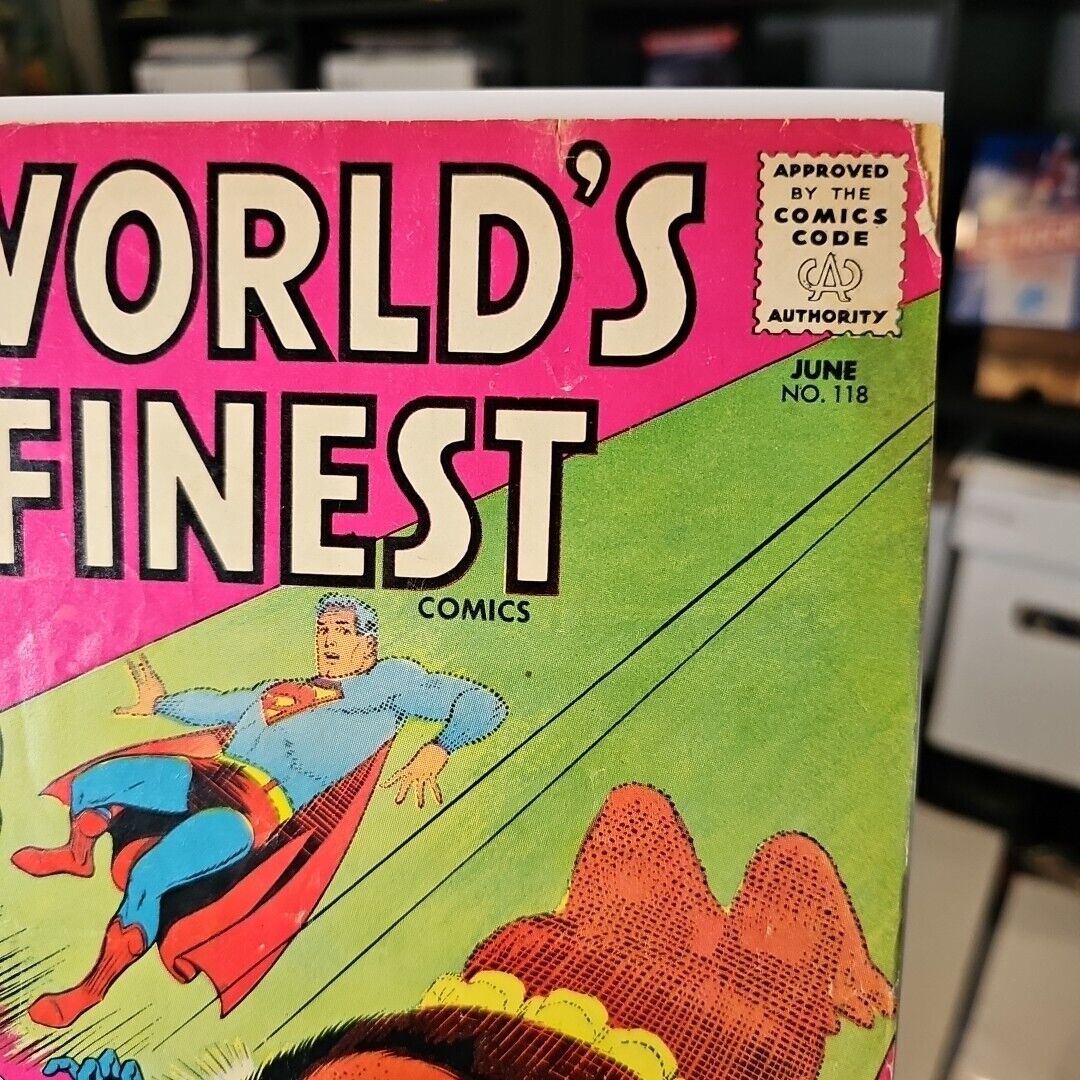 WORLD'S
FINEST
COMICS
APPROVED
BY THE
COMICS
CODE
AUTHORITY
JUNE
NO. 118